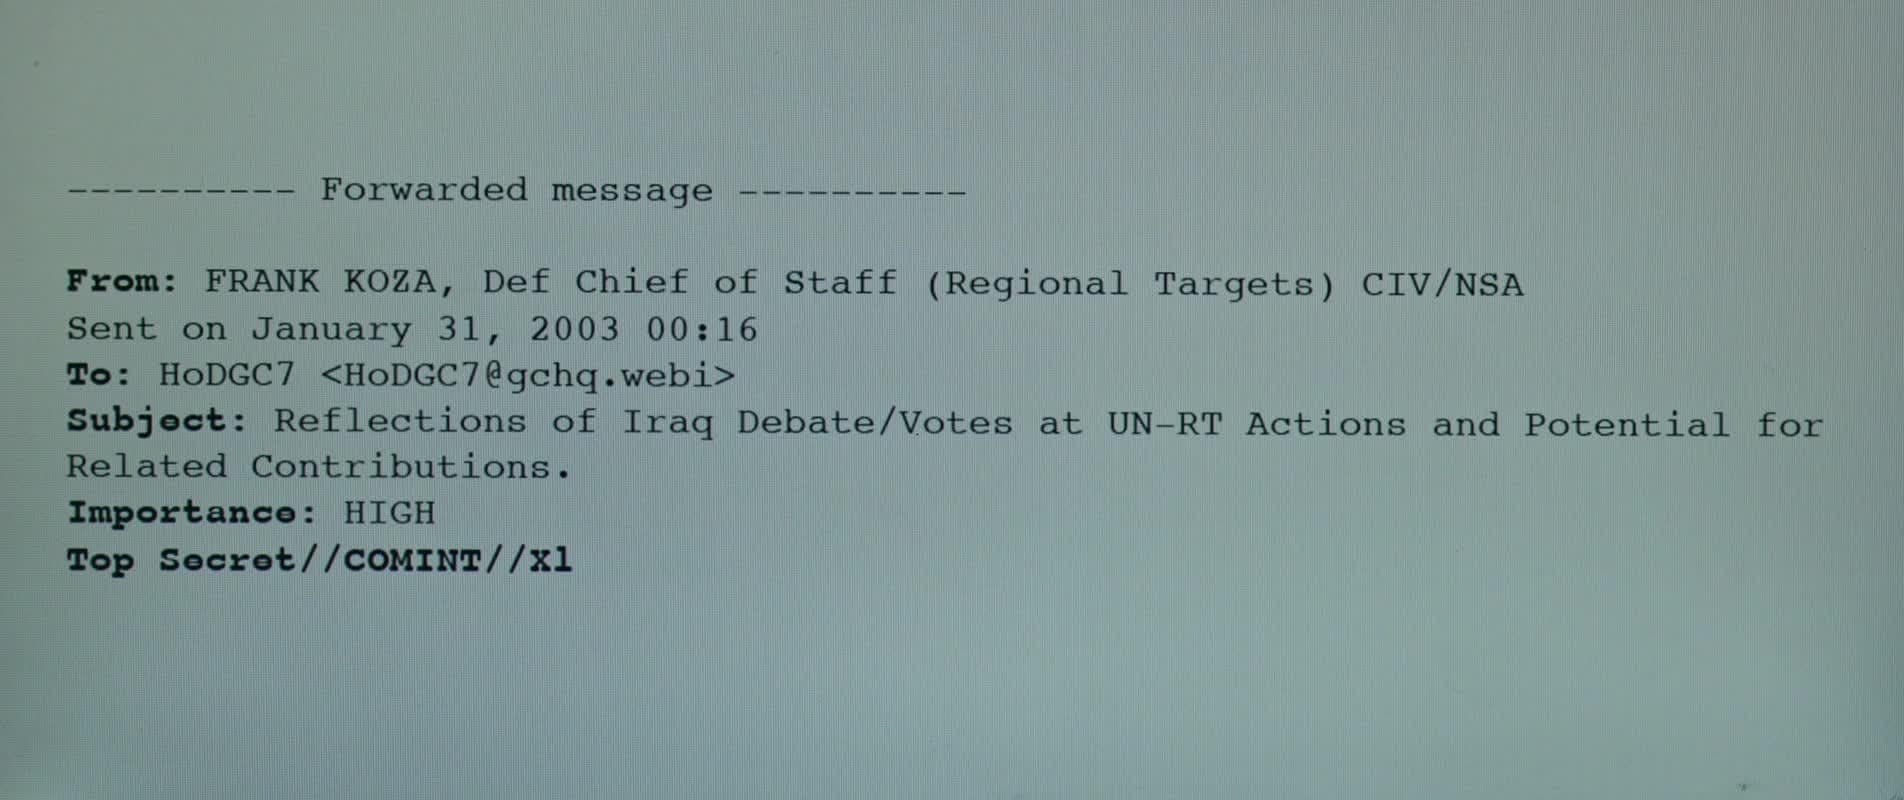 ---------- Forwarded message ----------
From: FRANK KOZA, Def Chief of Staff (Regional Targets) CIV/NSA
Sent on January 31, 2003 00:16
To: HoDGC7 <HoDGC7@gchq.webi>
Subject: Reflections of Iraq Debate/Votes at UN-RT Actions and Potential for
Related Contributions.
Importance: HIGH
Top Secret//COMINT//X1